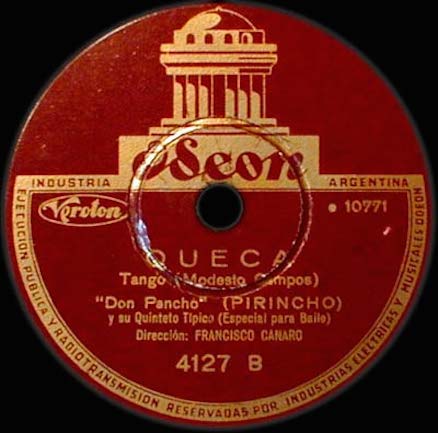 Odeon
INDUSTRIA
ARGENTINA
Veroton
10771
QUECA
Tango (Modesto Campos)
"Don Pancho" (PIRINCHO)
y su Quinteto Típico (Especial para Baile)
Dirección: FRANCISCO CANARO
4127 B
EJECUCION PUBLICA Y RADIOTRANSMISION RESERVADAS POR INDUSTRIAS ELECTRICAS Y MUSICALES ODEON